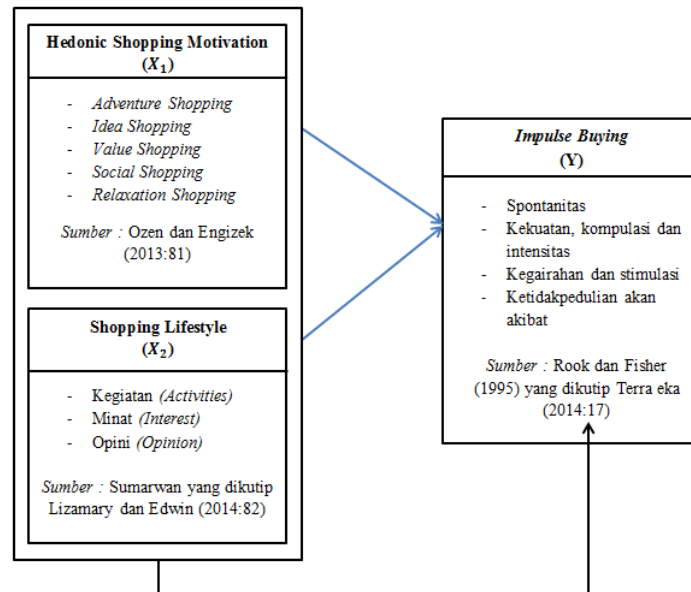 Hedonic Shopping Motivation
(X₁)
- Adventure Shopping
- Idea Shopping
- Value Shopping
- Social Shopping
- Relaxation Shopping
Sumber : Ozen dan Engizek
(2013:81)
Shopping Lifestyle
(X₂)
- Kegiatan (Activities)
- Minat (Interest)
- Opini (Opinion)
Sumber : Sumarwan yang dikutip
Lizamary dan Edwin (2014:82)
Impulse Buying
(Y)
- Spontanitas
- Kekuatan, kompulasi dan
intensitas
- Kegairahan dan stimulasi
- Ketidakpedulian akan
akibat
Sumber : Rook dan Fisher
(1995) yang dikutip Terra eka
(2014:17)